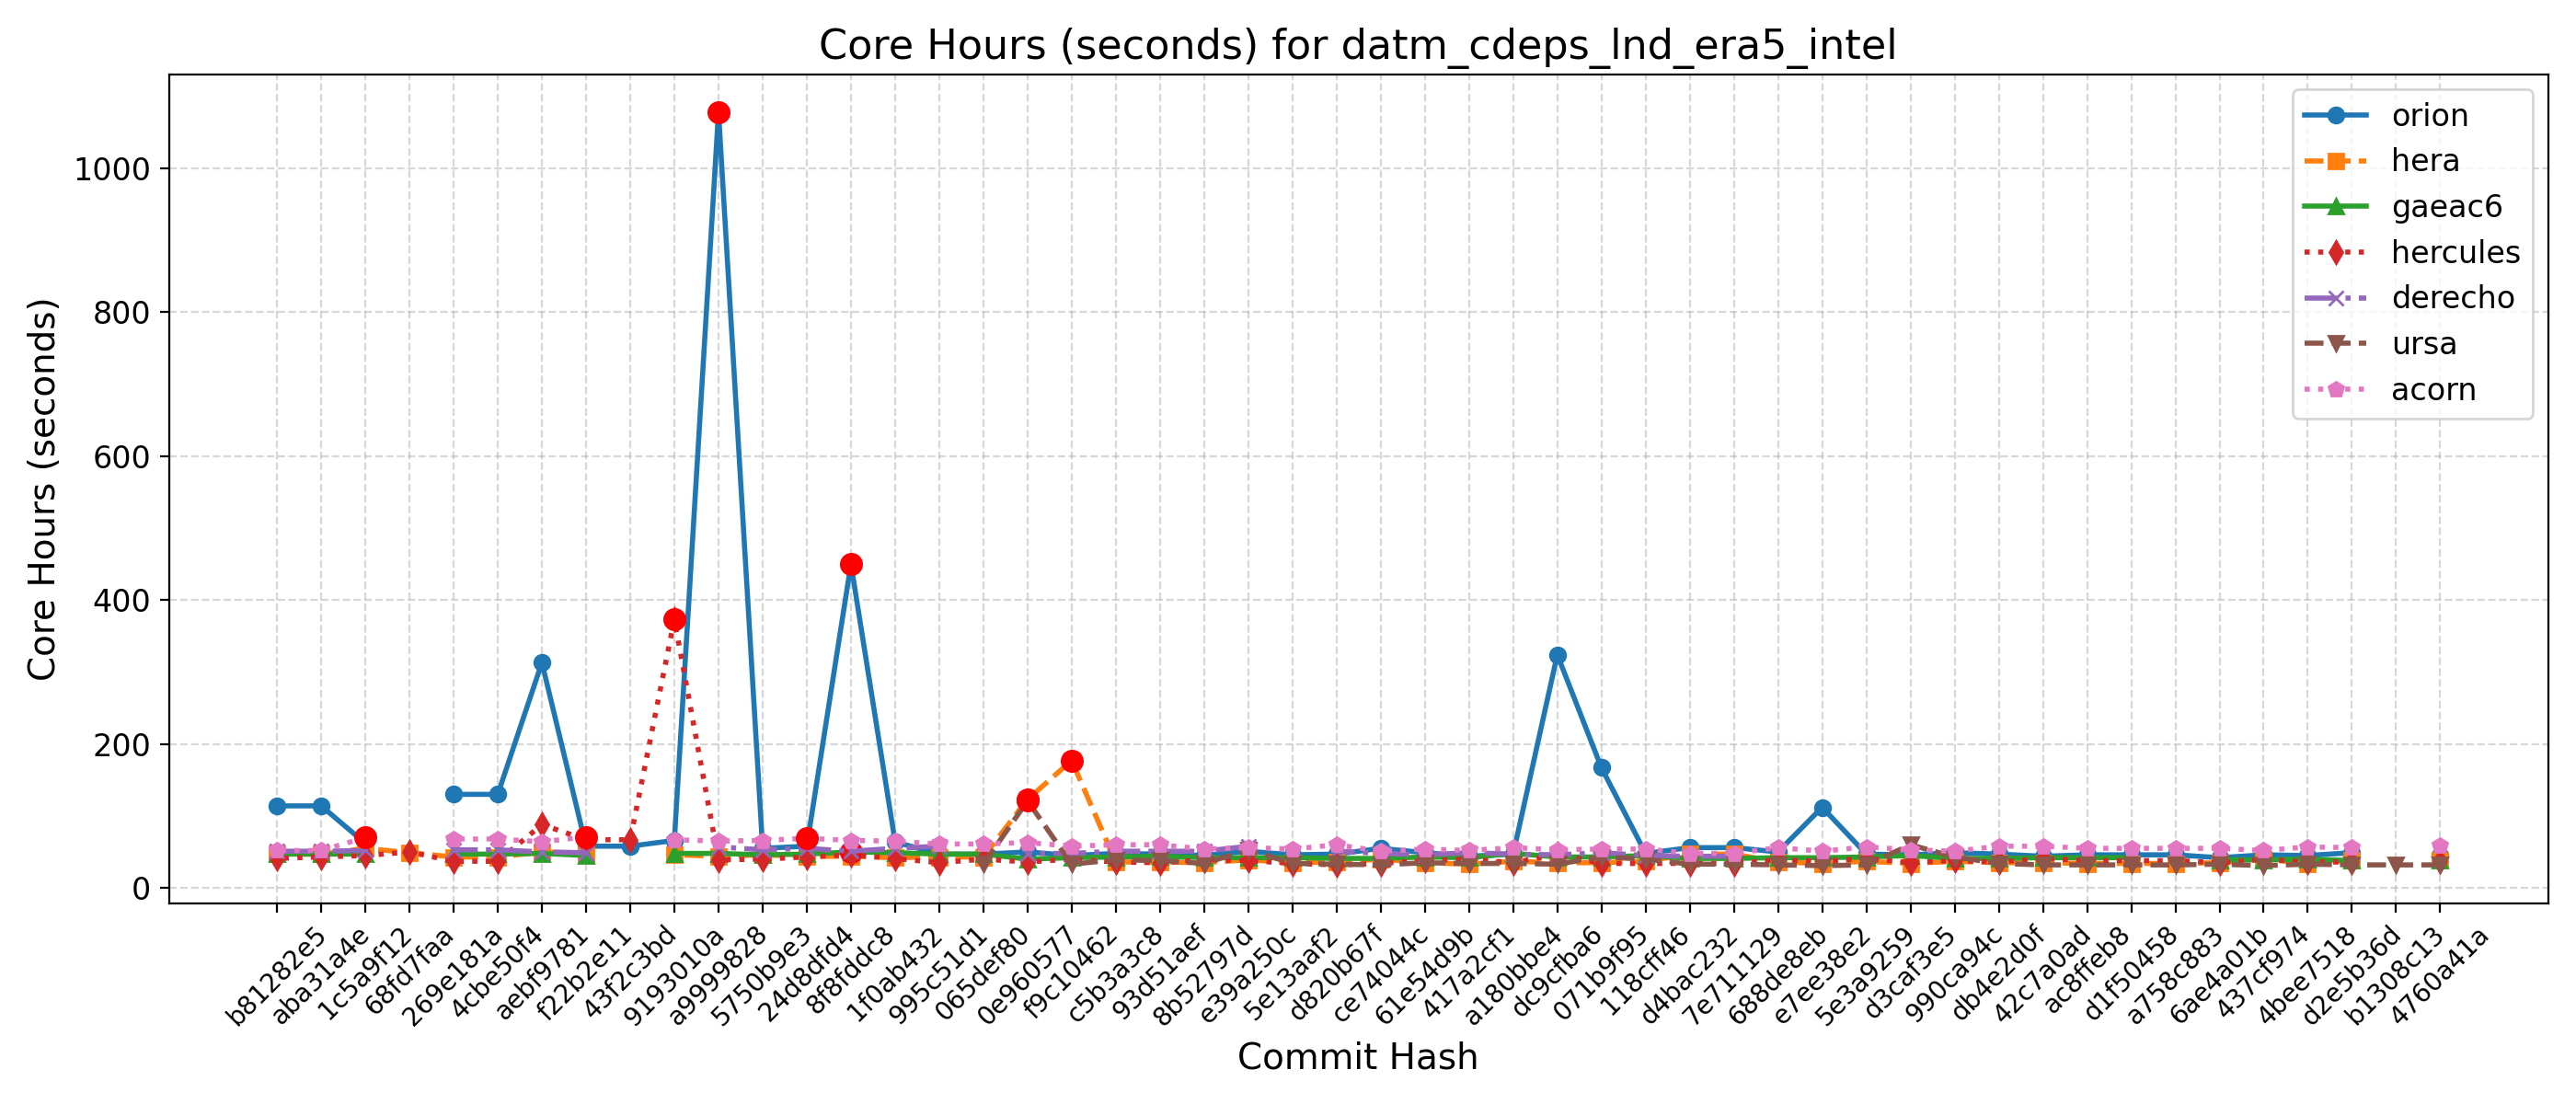 Core Hours (seconds) for datm_cdeps_lnd_era5_intel
Core Hours (seconds)
1000
800
600
400
200
0
orion
hera
gaeac6
hercules
derecho
ursa
acorn
b81282e5
aba31a4e
1c5a9f12
68fd7faa
269e181a
4cbe50f4
aebf9781
f22b2e11
43f2c3bd
9193010a
a9999828
5750b9e3
24d8dfd4
8f8fddc8
1f0ab432
995c51d1
065def80
0e960577
f9c10462
c5b3a3c8
93d51aef
8b52797d
e39a250c
5e13aaf2
d820b67f
ce74044c
61e54d9b
417a2cf1
a180bbe4
dc9cfba6
071b9f95
118cff46
d4bac232
7e711129
688de8eb
e7ee38e2
5e3a9259
d3caf3e5
990ca94c
db4e2d0f
42c7a0ad
ac8ffeb8
d1f50458
a758c883
6ae4a01b
437cf974
4bee7518
d2e5b36d
b1308c13
4760a41a
Commit Hash